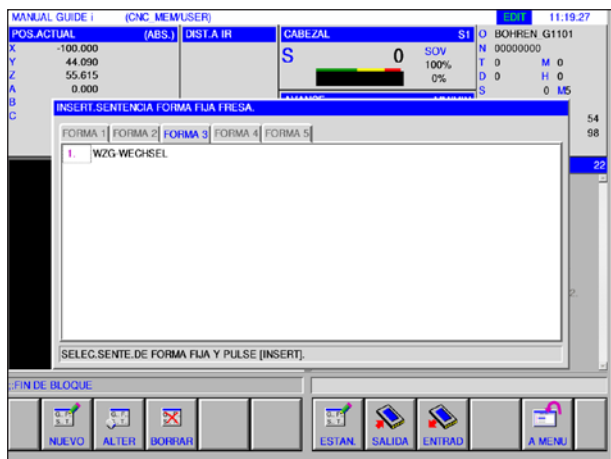 MANUAL GUIDE i (CNC_MEM/USER) EDIT 11:19.27
POS.ACTUAL (ABS.) DIST.A IR CABEZAL S1 O BOHREN G1101
X -100.000 S 0 SOV N 00000000
Y 44.090 100% T 0 M 0
Z 55.615 0% D 0 H 0
A 0.000 S 0 M5
B
INSERT.SENTENCIA FORMA FIJA FRESA.
C 54
FORMA 1 FORMA 2 FORMA 3 FORMA 4 FORMA 5 98
1. WZG-WECHSEL
22
2.
SELEC.SENTE.DE FORMA FIJA Y PULSE [INSERT].
;:FIN DE BLOQUE
NUEVO ALTER BORRAR ESTAN. SALIDA ENTRAD A MENU